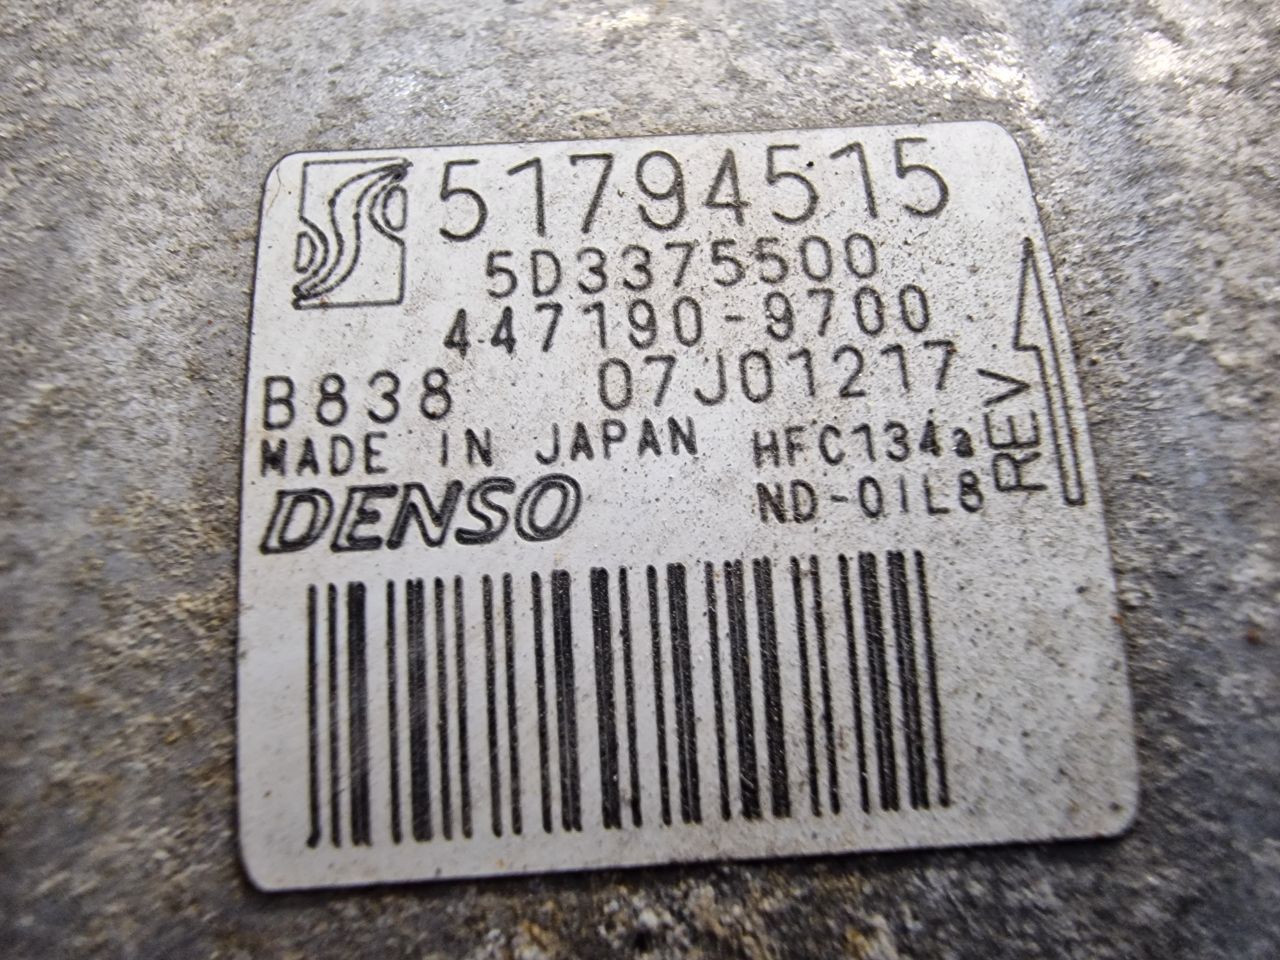 51794515
5D3375500
447190-9700
B838 07J01217
MADE IN JAPAN HFC134a
DENSO ND-OIL8
REV